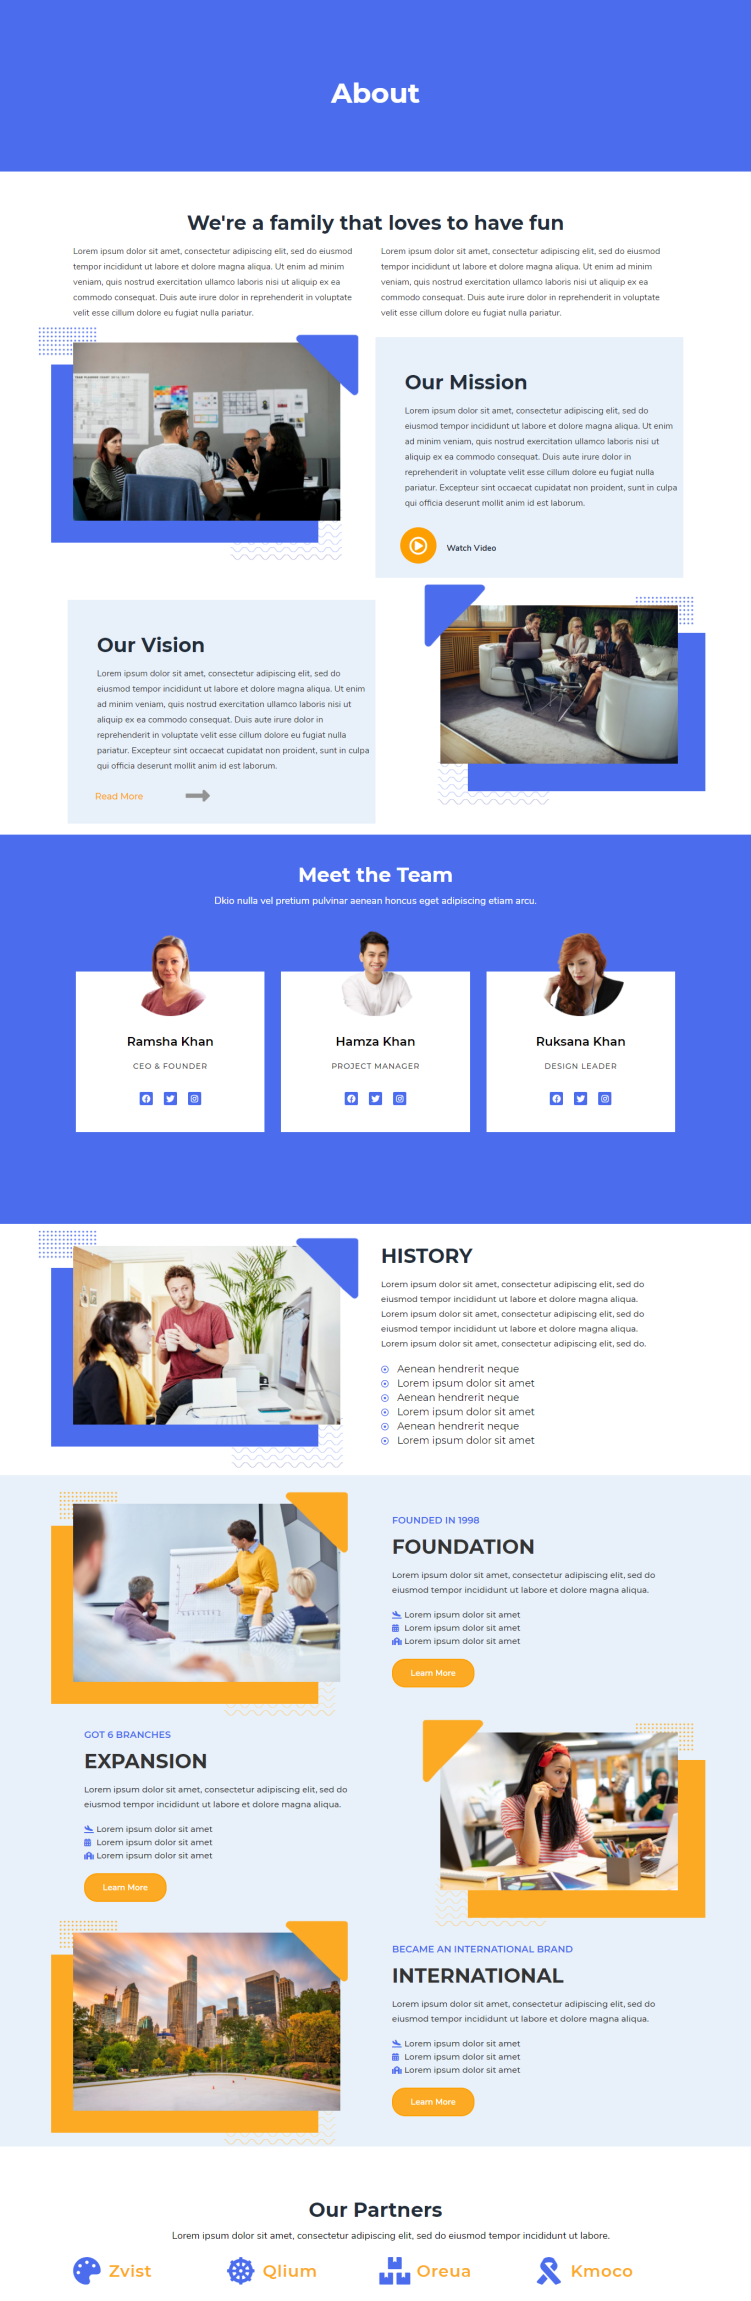 About
We're a family that loves to have fun
Lorem ipsum dolor sit amet, consectetur adipiscing elit, sed do eiusmod
tempor incididunt ut labore et dolore magna aliqua. Ut enim ad minim
veniam, quis nostrud exercitation ullamco laboris nisi ut aliquip ex ea
commodo consequat. Duis aute irure dolor in reprehenderit in voluptate
velit esse cillum dolore eu fugiat nulla pariatur.
Lorem ipsum dolor sit amet, consectetur adipiscing elit, sed do eiusmod
tempor incididunt ut labore et dolore magna aliqua. Ut enim ad minim
veniam, quis nostrud exercitation ullamco laboris nisi ut aliquip ex ea
commodo consequat. Duis aute irure dolor in reprehenderit in voluptate
velit esse cillum dolore eu fugiat nulla pariatur.
Our Mission
Lorem ipsum dolor sit amet, consectetur adipiscing elit, sed do
eiusmod tempor incididunt ut labore et dolore magna aliqua. Ut enim
ad minim veniam, quis nostrud exercitation ullamco laboris nisi ut
aliquip ex ea commodo consequat. Duis aute irure dolor in
reprehenderit in voluptate velit esse cillum dolore eu fugiat nulla
pariatur. Excepteur sint occaecat cupidatat non proident, sunt in culpa
qui officia deserunt mollit anim id est laborum.
Watch Video
Our Vision
Lorem ipsum dolor sit amet, consectetur adipiscing elit, sed do
eiusmod tempor incididunt ut labore et dolore magna aliqua. Ut enim
ad minim veniam, quis nostrud exercitation ullamco laboris nisi ut
aliquip ex ea commodo consequat. Duis aute irure dolor in
reprehenderit in voluptate velit esse cillum dolore eu fugiat nulla
pariatur. Excepteur sint occaecat cupidatat non proident, sunt in culpa
qui officia deserunt mollit anim id est laborum.
Read More
Meet the Team
Dkio nulla vel pretium pulvinar aenean honcus eget adipiscing etiam arcu.
Ramsha Khan
CEO & FOUNDER
Hamza Khan
PROJECT MANAGER
Ruksana Khan
DESIGN LEADER
HISTORY
Lorem ipsum dolor sit amet, consectetur adipiscing elit, sed do
eiusmod tempor incididunt ut labore et dolore magna aliqua.
Lorem ipsum dolor sit amet, consectetur adipiscing elit, sed do
eiusmod tempor incididunt ut labore et dolore magna aliqua.
Lorem ipsum dolor sit amet, consectetur adipiscing elit, sed do.
Aenean hendrerit neque
Lorem ipsum dolor sit amet
Aenean hendrerit neque
Lorem ipsum dolor sit amet
Aenean hendrerit neque
Lorem ipsum dolor sit amet
FOUNDED IN 1998
FOUNDATION
Lorem ipsum dolor sit amet, consectetur adipiscing elit, sed do
eiusmod tempor incididunt ut labore et dolore magna aliqua.
Lorem ipsum dolor sit amet
Lorem ipsum dolor sit amet
Lorem ipsum dolor sit amet
Learn More
GOT 6 BRANCHES
EXPANSION
Lorem ipsum dolor sit amet, consectetur adipiscing elit, sed do
eiusmod tempor incididunt ut labore et dolore magna aliqua.
Lorem ipsum dolor sit amet
Lorem ipsum dolor sit amet
Lorem ipsum dolor sit amet
Learn More
BECAME AN INTERNATIONAL BRAND
INTERNATIONAL
Lorem ipsum dolor sit amet, consectetur adipiscing elit, sed do
eiusmod tempor incididunt ut labore et dolore magna aliqua.
Lorem ipsum dolor sit amet
Lorem ipsum dolor sit amet
Lorem ipsum dolor sit amet
Learn More
Our Partners
Lorem ipsum dolor sit amet, consectetur adipiscing elit, sed do eiusmod tempor incididunt ut labore.
Zvist
Qlium
Oreua
Kmoco